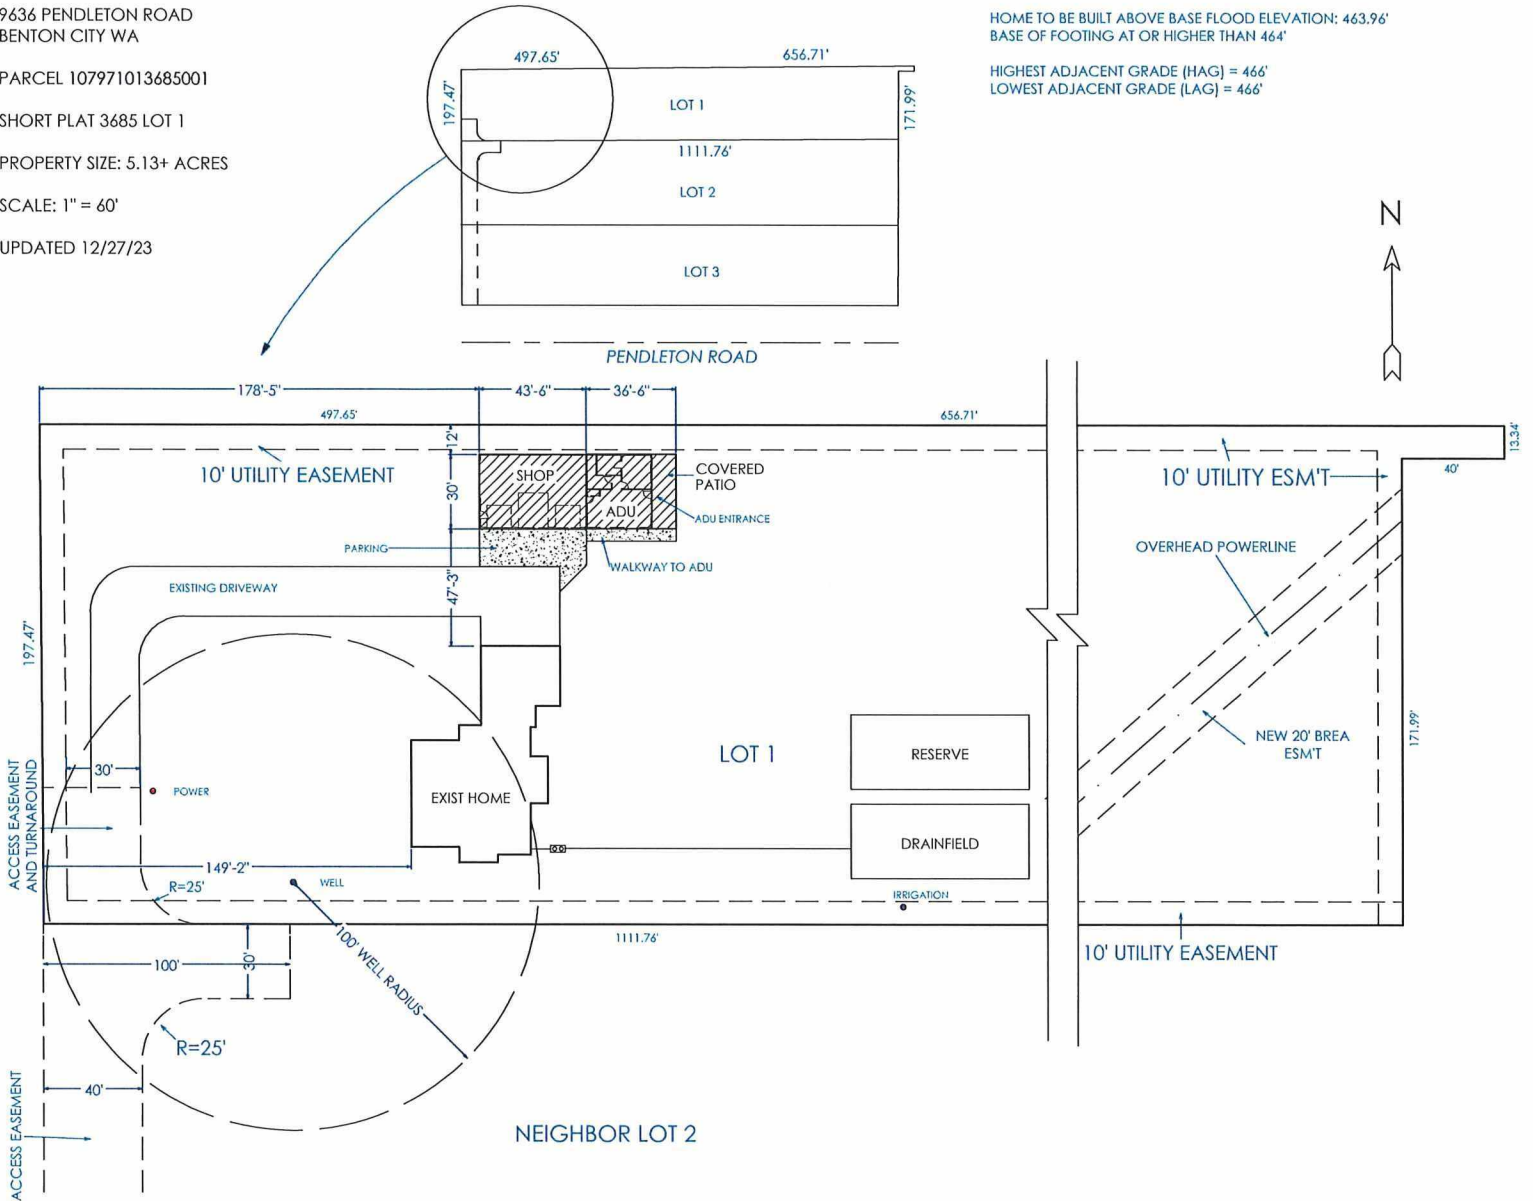 9636 PENDLETON ROAD
BENTON CITY WA
PARCEL 107971013685001
SHORT PLAT 3685 LOT 1
PROPERTY SIZE: 5.13+ ACRES
SCALE: 1" = 60'
UPDATED 12/27/23
HOME TO BE BUILT ABOVE BASE FLOOD ELEVATION: 463.96'
BASE OF FOOTING AT OR HIGHER THAN 464'
HIGHEST ADJACENT GRADE (HAG) = 466'
LOWEST ADJACENT GRADE (LAG) = 466'
497.65'
656.71'
197.47'
LOT 1
171.99'
1111.76'
LOT 2
LOT 3
PENDLETON ROAD
N
178'-5"
43'-6"
36'-6"
497.65'
656.71'
12'
13.34'
10' UTILITY EASEMENT
SHOP
COVERED
PATIO
10' UTILITY ESM'T
40'
30'
ADU
ADU ENTRANCE
PARKING
WALKWAY TO ADU
OVERHEAD POWERLINE
EXISTING DRIVEWAY
47'-3"
197.47'
LOT 1
RESERVE
NEW 20' BREA
ESM'T
171.99'
30'
POWER
EXIST HOME
ACCESS EASEMENT
AND TURNAROUND
DRAINFIELD
149'-2"
R=25'
WELL
IRRIGATION
1111.76'
10' UTILITY EASEMENT
100'
30'
100' WELL RADIUS
R=25'
40'
ACCESS EASEMENT
NEIGHBOR LOT 2